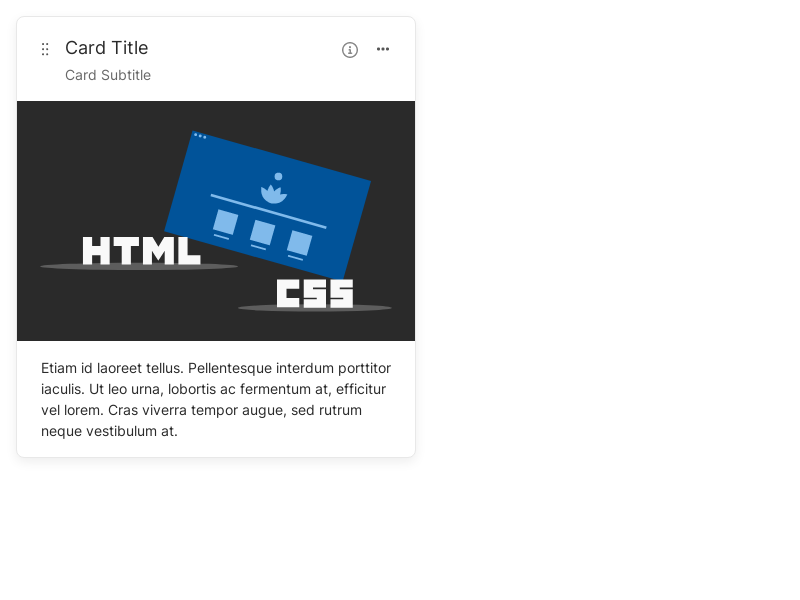 Card Title
Card Subtitle
HTML
CSS
Etiam id laoreet tellus. Pellentesque interdum porttitor
iaculis. Ut leo urna, lobortis ac fermentum at, efficitur
vel lorem. Cras viverra tempor augue, sed rutrum
neque vestibulum at.